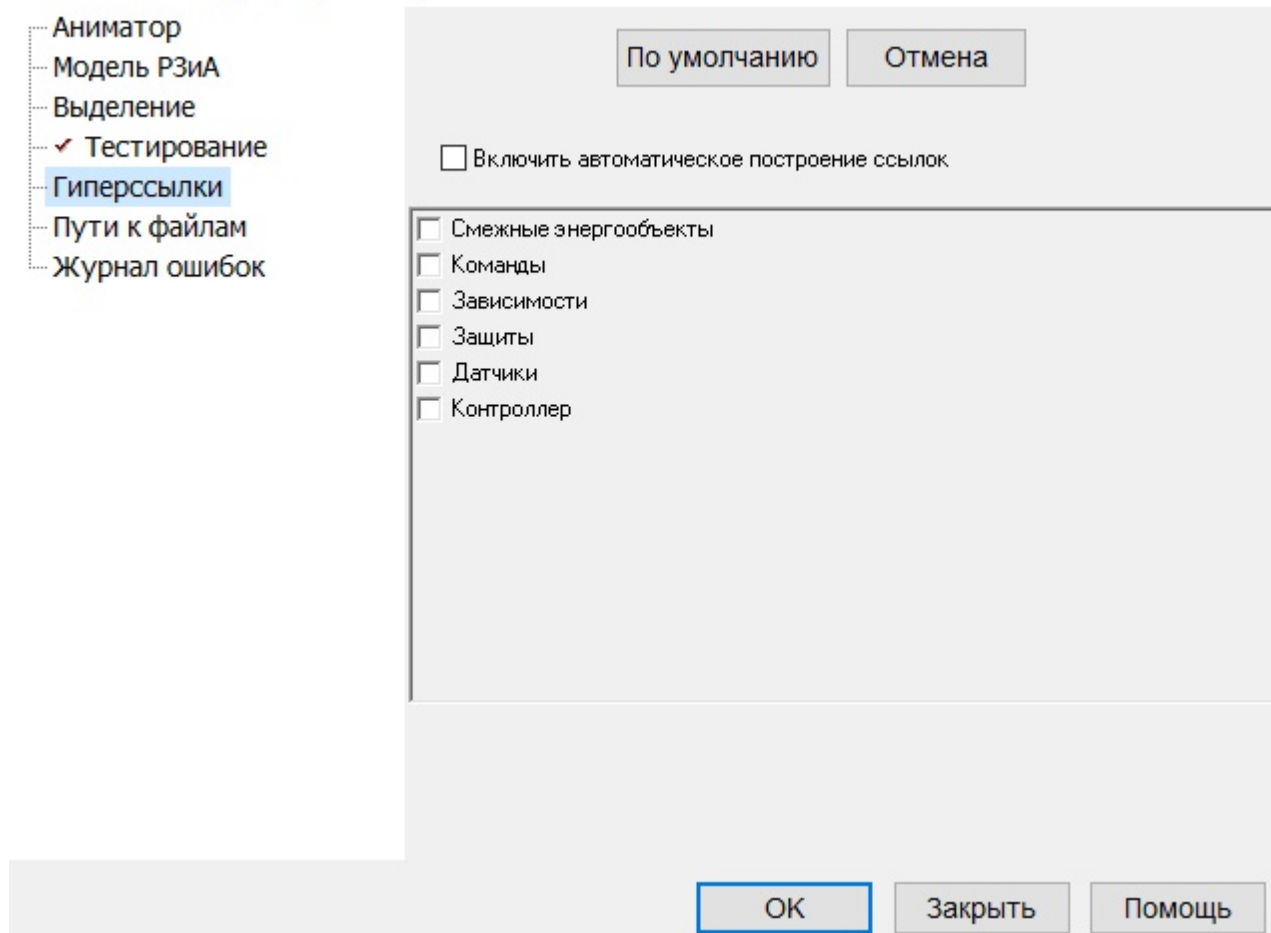 Аниматор
Модель РЗиА
Выделение
Тестирование
Гиперссылки
Пути к файлам
Журнал ошибок
По умолчанию
Отмена
Включить автоматическое построение ссылок
Смежные энергообъекты
Команды
Зависимости
Защиты
Датчики
Контроллер
OK
Закрыть
Помощь